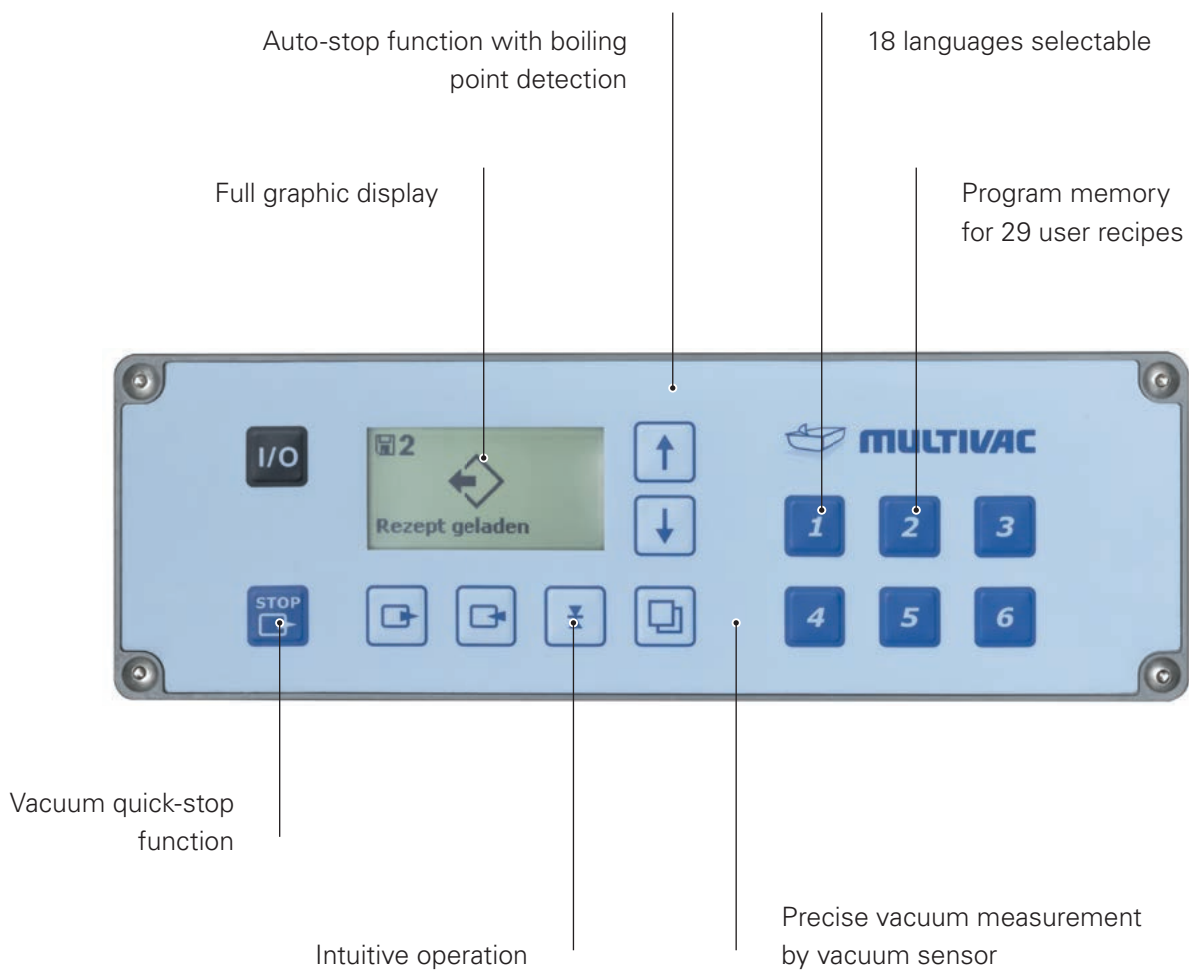 Auto-stop function with boiling
point detection
18 languages selectable
Full graphic display
Program memory
for 29 user recipes
I/O
2
Rezept geladen
MULTIVAC
1
2
3
STOP
4
5
6
Vacuum quick-stop
function
Intuitive operation
Precise vacuum measurement
by vacuum sensor